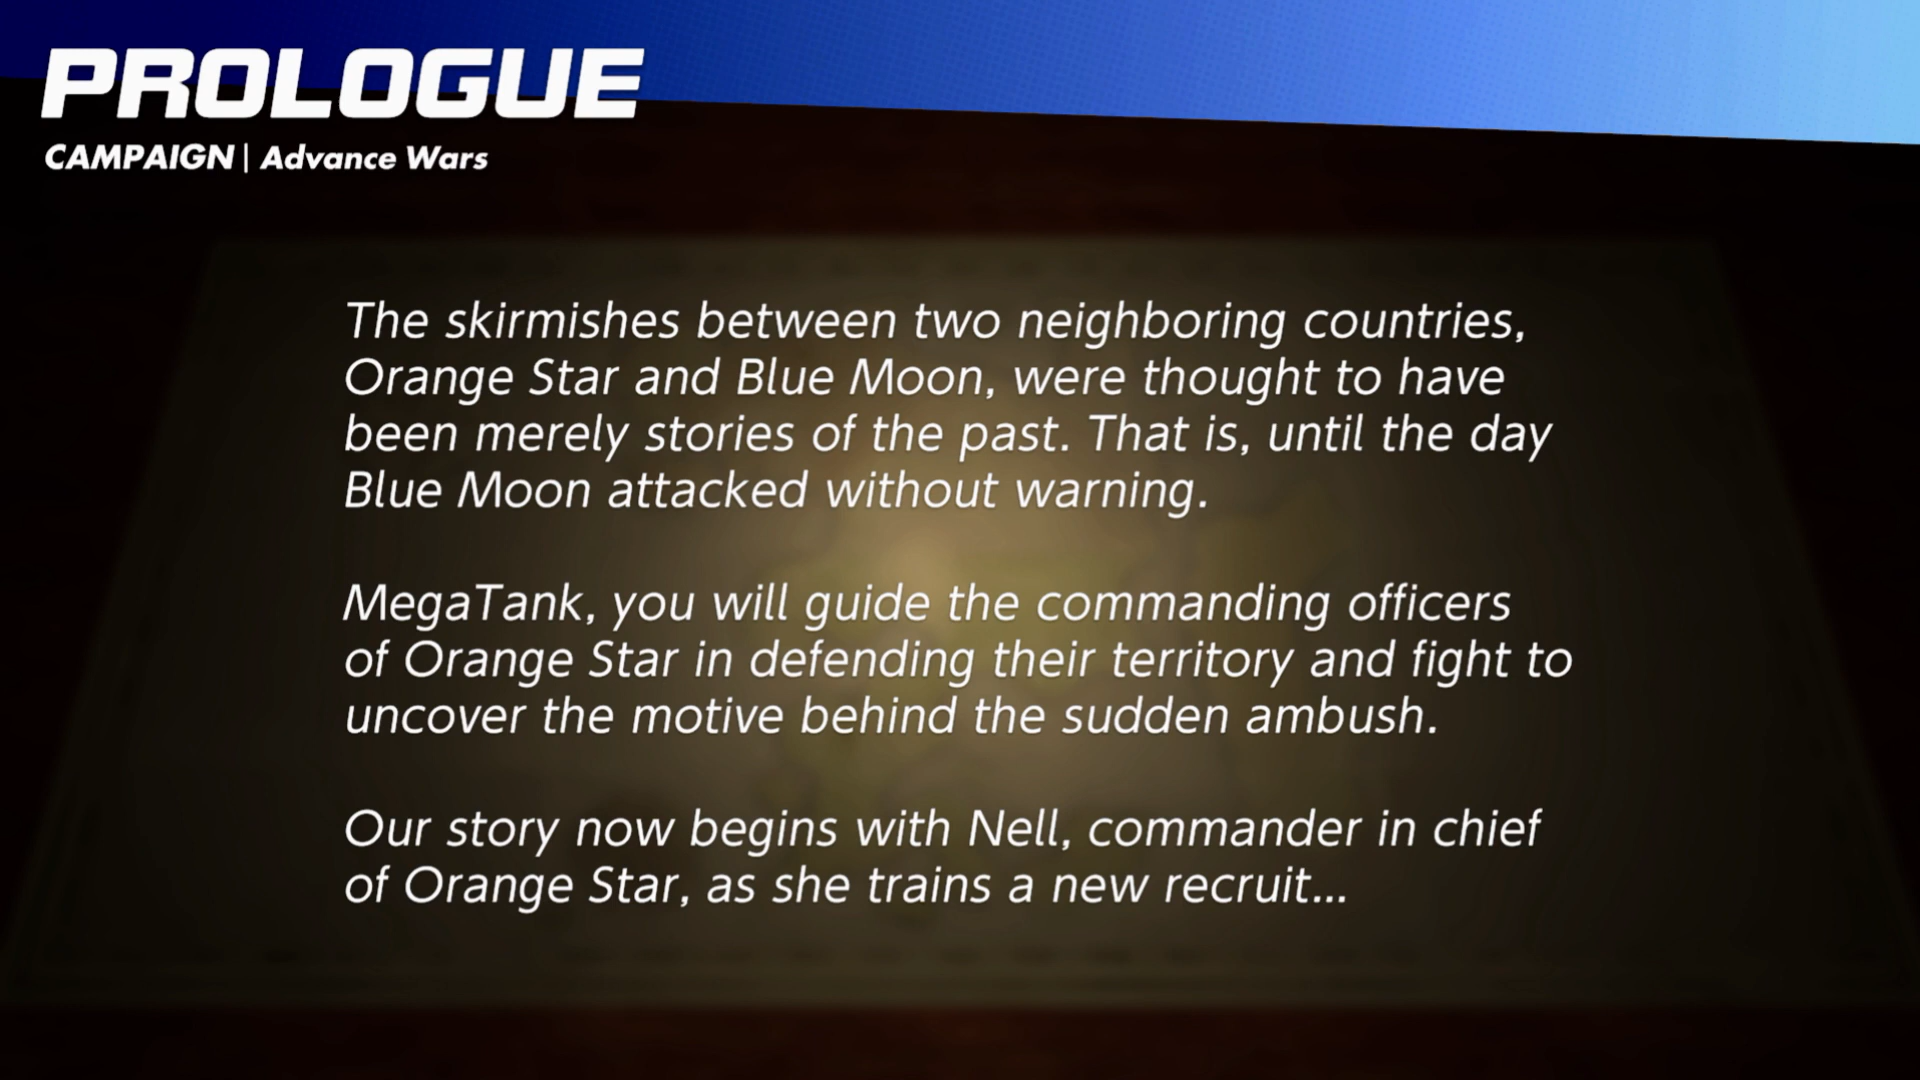 PROLOGUE
CAMPAIGN | Advance Wars
The skirmishes between two neighboring countries,
Orange Star and Blue Moon, were thought to have
been merely stories of the past. That is, until the day
Blue Moon attacked without warning.
MegaTank, you will guide the commanding officers
of Orange Star in defending their territory and fight to
uncover the motive behind the sudden ambush.
Our story now begins with Nell, commander in chief
of Orange Star, as she trains a new recruit...